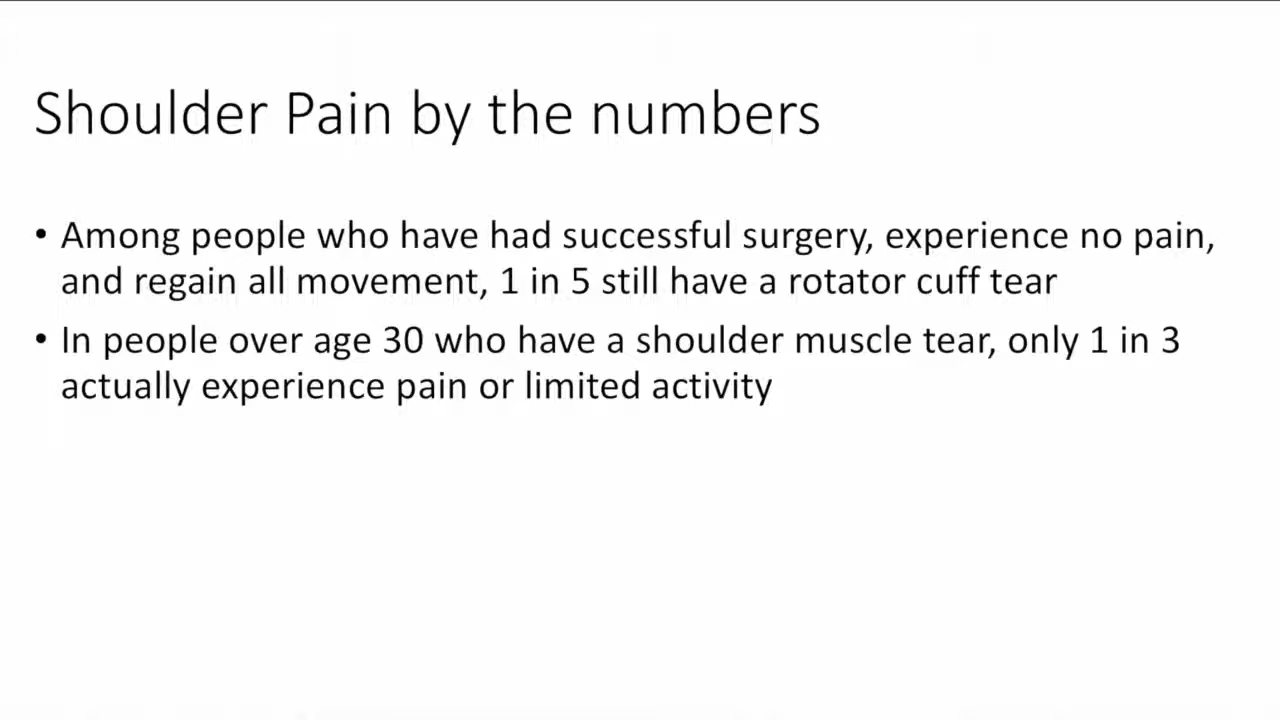 Shoulder Pain by the numbers
• Among people who have had successful surgery, experience no pain,
and regain all movement, 1 in 5 still have a rotator cuff tear
• In people over age 30 who have a shoulder muscle tear, only 1 in 3
actually experience pain or limited activity